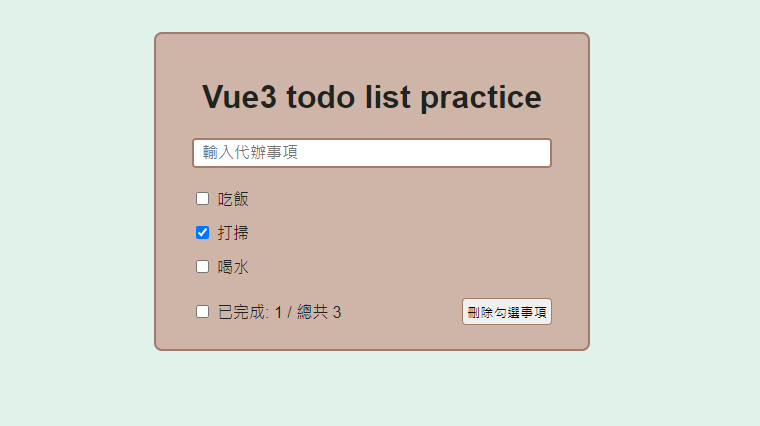 Vue3 todo list practice
輸入代辦事項
吃飯
打掃
喝水
已完成: 1 / 總共 3
刪除勾選事項